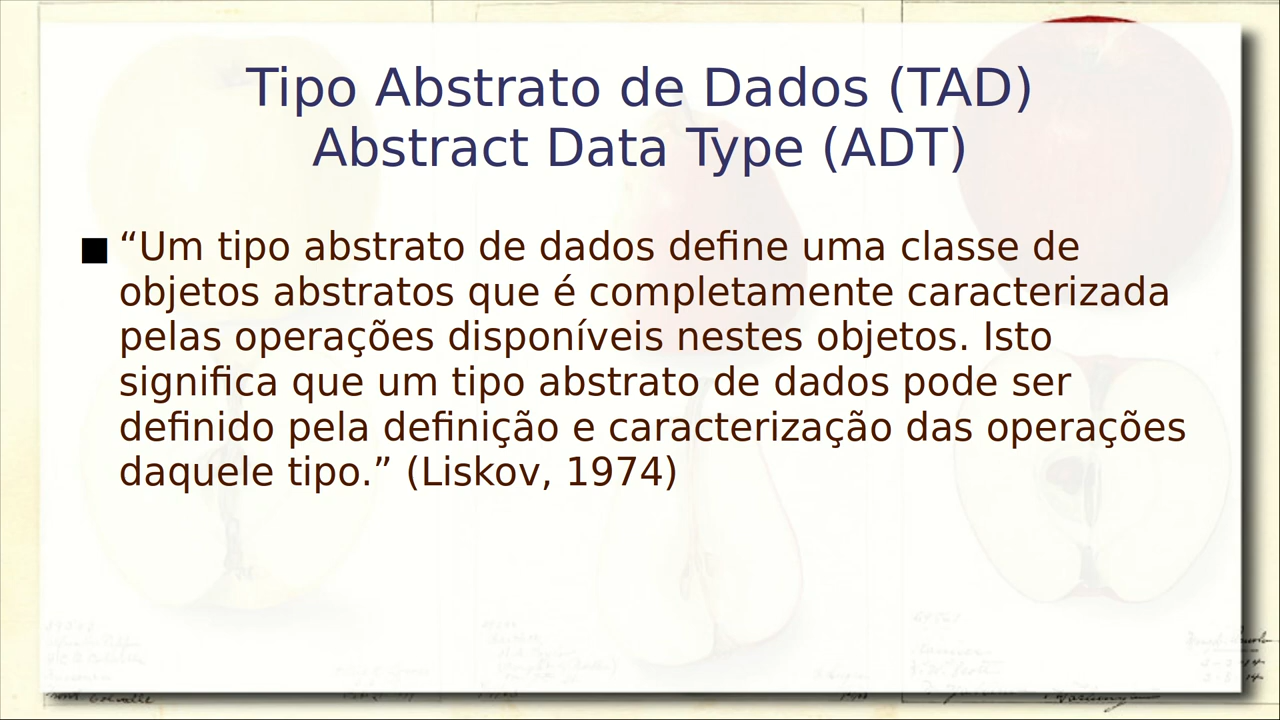 Tipo Abstrato de Dados (TAD)
Abstract Data Type (ADT)
“Um tipo abstrato de dados define uma classe de
objetos abstratos que é completamente caracterizada
pelas operações disponíveis nestes objetos. Isto
significa que um tipo abstrato de dados pode ser
definido pela definição e caracterização das operações
daquele tipo.” (Liskov, 1974)